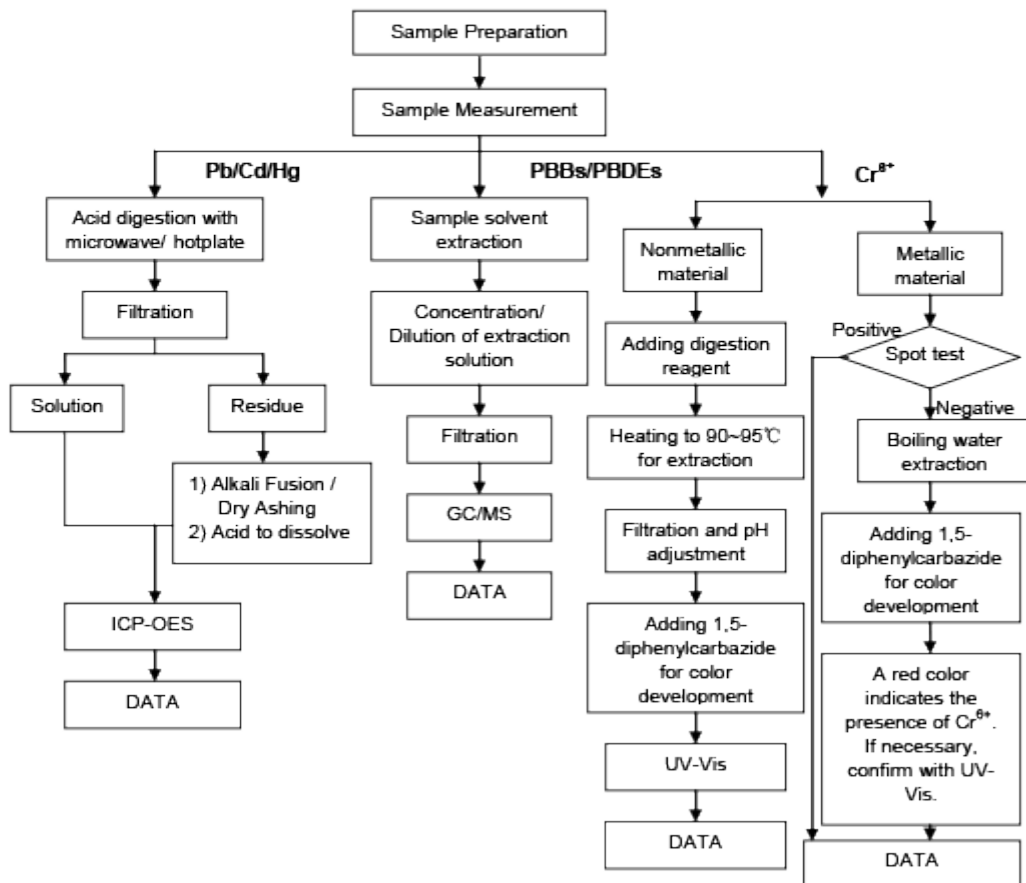 Sample Preparation
Sample Measurement
Pb/Cd/Hg
PBBs/PBDEs
Cr⁶⁺
Acid digestion with
microwave/ hotplate
Filtration
Solution
Residue
1) Alkali Fusion /
Dry Ashing
2) Acid to dissolve
ICP-OES
DATA
Sample solvent
extraction
Concentration/
Dilution of extraction
solution
Filtration
GC/MS
DATA
Nonmetallic
material
Adding digestion
reagent
Heating to 90~95℃
for extraction
Filtration and pH
adjustment
Adding 1,5-
diphenylcarbazide
for color
development
UV-Vis
DATA
Metallic
material
Positive
Spot test
Negative
Boiling water
extraction
Adding 1,5-
diphenylcarbazide
for color
development
A red color
indicates the
presence of Cr⁶⁺.
If necessary,
confirm with UV-
Vis.
DATA